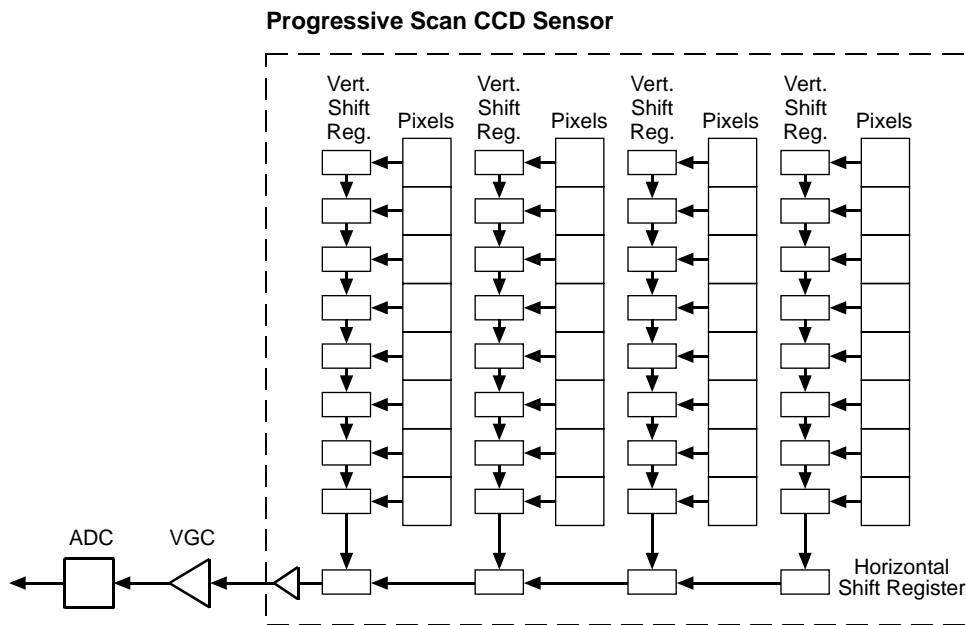 Progressive Scan CCD Sensor
Vert.
Shift
Reg.
Pixels
Vert.
Shift
Reg.
Pixels
Vert.
Shift
Reg.
Pixels
Vert.
Shift
Reg.
Pixels
ADC
VGC
Horizontal
Shift Register